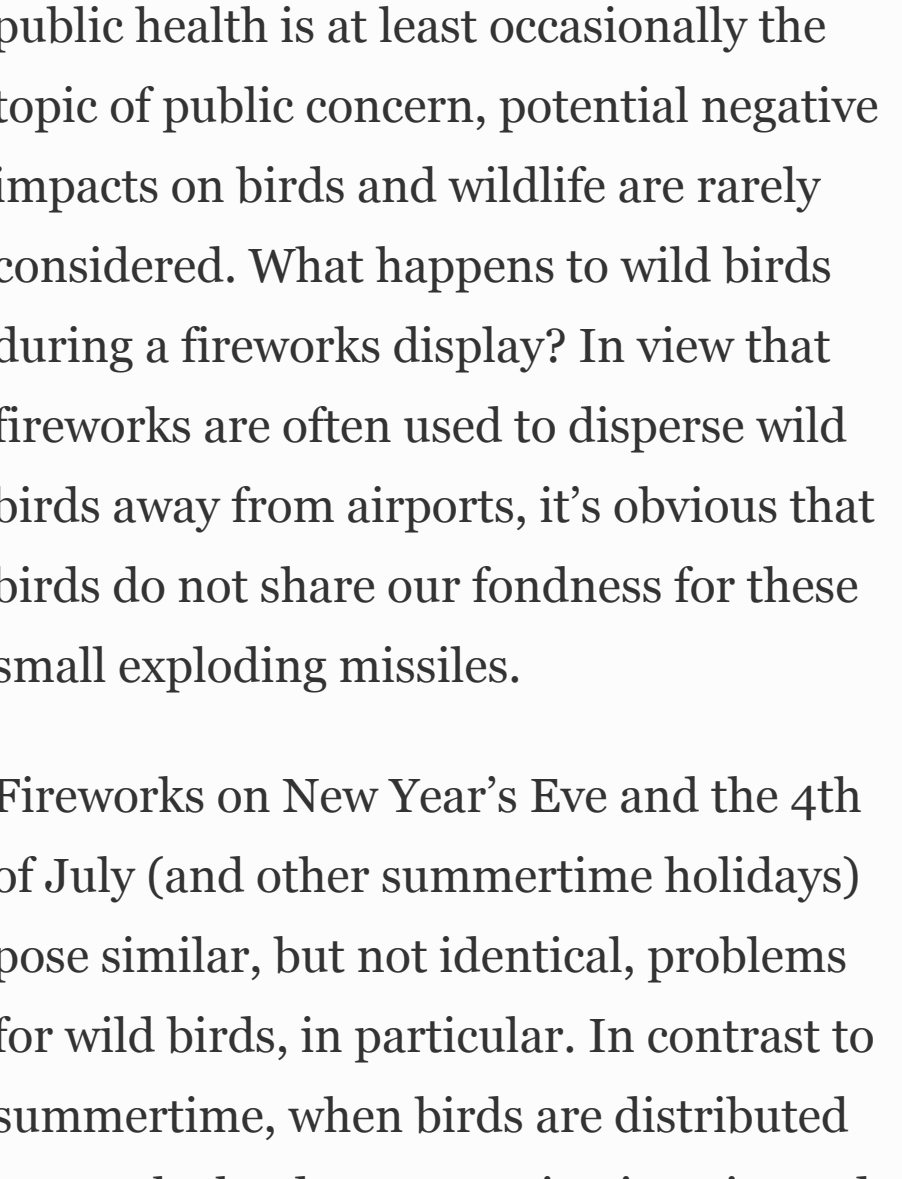 public health is at least occasionally the
topic of public concern, potential negative
impacts on birds and wildlife are rarely
considered. What happens to wild birds
during a fireworks display? In view that
fireworks are often used to disperse wild
birds away from airports, it’s obvious that
birds do not share our fondness for these
small exploding missiles.
Fireworks on New Year’s Eve and the 4th
of July (and other summertime holidays)
pose similar, but not identical, problems
for wild birds, in particular. In contrast to
summertime, when birds are distributed